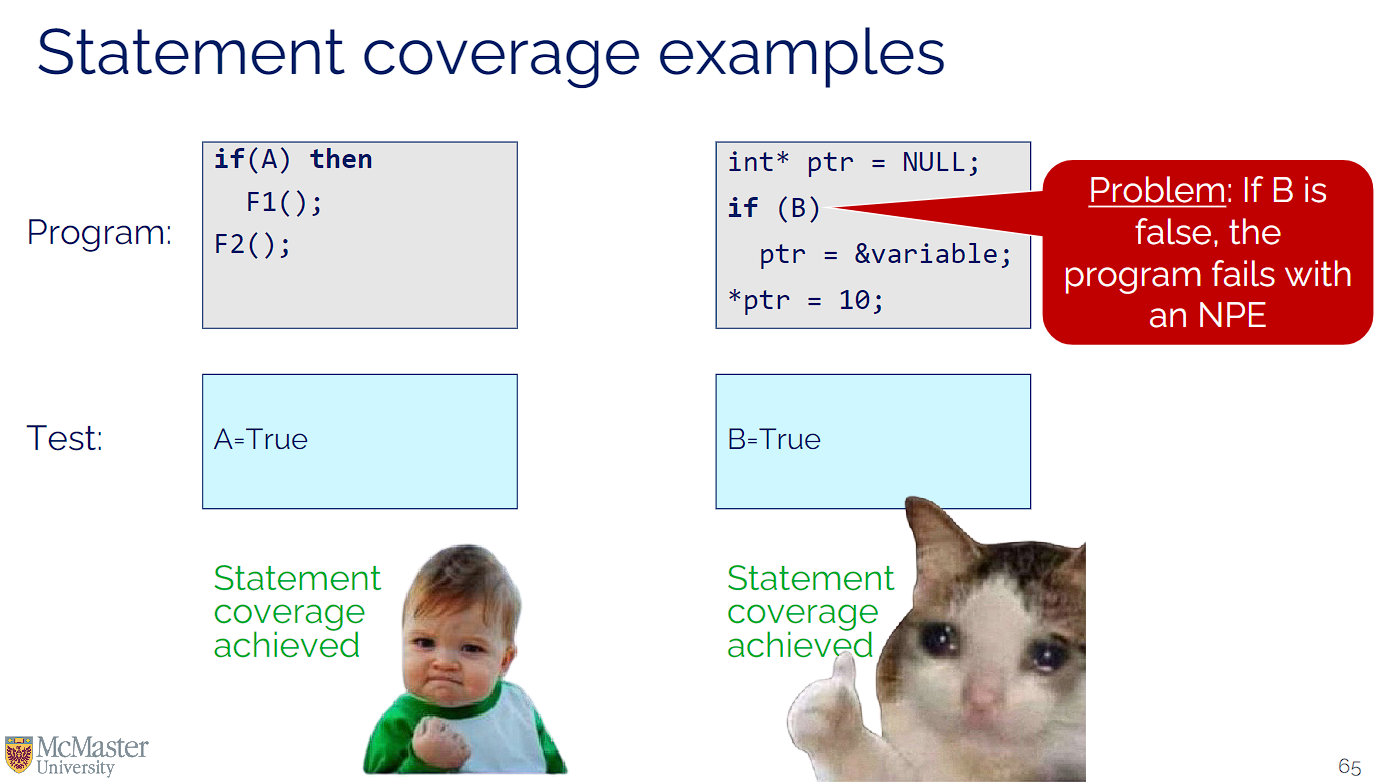 Statement coverage examples
Program:
if(A) then
F1();
F2();
int* ptr = NULL;
if (B)
ptr = &variable;
*ptr = 10;
Problem: If B is
false, the
program fails with
an NPE
Test:
A=True
B=True
Statement
coverage
achieved
Statement
coverage
achieved
McMaster
University
65